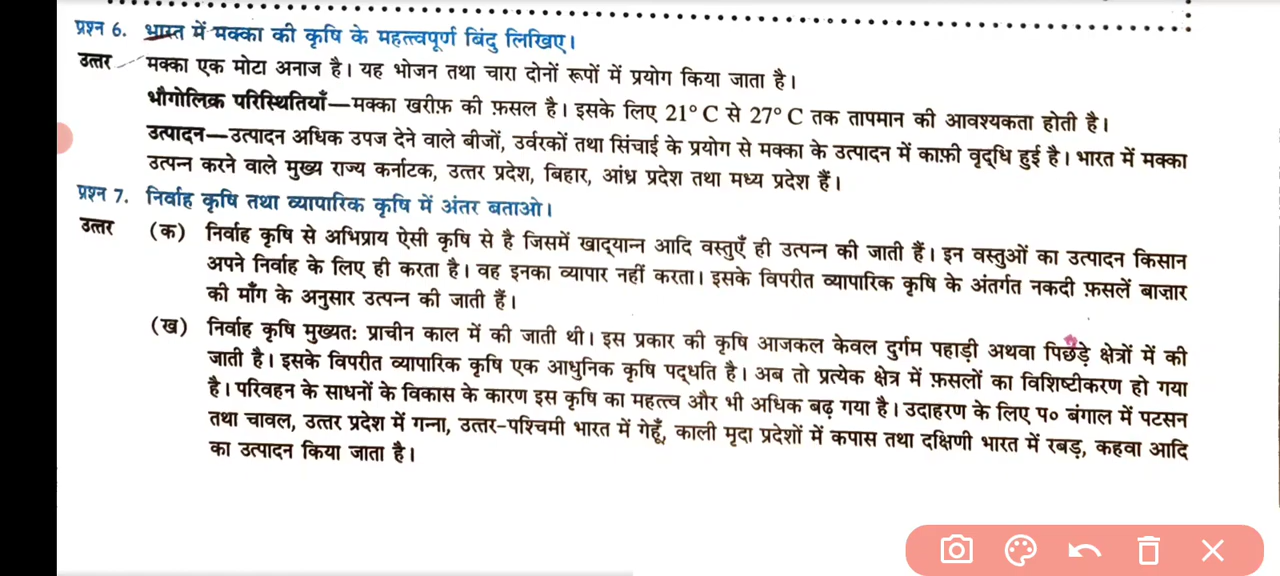 प्रश्न 6. भारत में मक्का की कृषि के महत्त्वपूर्ण बिंदु लिखिए।
उत्तर मक्का एक मोटा अनाज है। यह भोजन तथा चारा दोनों रूपों में प्रयोग किया जाता है।
भौगोलिक परिस्थितियाँ—मक्का खरीफ़ की फ़सल है। इसके लिए 21° C से 27° C तक तापमान की आवश्यकता होती है।
उत्पादन—उत्पादन अधिक उपज देने वाले बीजों, उर्वरकों तथा सिंचाई के प्रयोग से मक्का के उत्पादन में काफ़ी वृद्धि हुई है। भारत में मक्का
उत्पन्न करने वाले मुख्य राज्य कर्नाटक, उत्तर प्रदेश, बिहार, आंध्र प्रदेश तथा मध्य प्रदेश हैं।
प्रश्न 7. निर्वाह कृषि तथा व्यापारिक कृषि में अंतर बताओ।
उत्तर (क) निर्वाह कृषि से अभिप्राय ऐसी कृषि से है जिसमें खाद्यान्न आदि वस्तुएँ ही उत्पन्न की जाती हैं। इन वस्तुओं का उत्पादन किसान
अपने निर्वाह के लिए ही करता है। वह इनका व्यापार नहीं करता। इसके विपरीत व्यापारिक कृषि के अंतर्गत नकदी फ़सलें बाज़ार
की माँग के अनुसार उत्पन्न की जाती हैं।
(ख) निर्वाह कृषि मुख्यतः प्राचीन काल में की जाती थी। इस प्रकार की कृषि आजकल केवल दुर्गम पहाड़ी अथवा पिछड़े क्षेत्रों में की
जाती है। इसके विपरीत व्यापारिक कृषि एक आधुनिक कृषि पद्धति है। अब तो प्रत्येक क्षेत्र में फ़सलों का विशिष्टीकरण हो गया
है। परिवहन के साधनों के विकास के कारण इस कृषि का महत्त्व और भी अधिक बढ़ गया है। उदाहरण के लिए प० बंगाल में पटसन
तथा चावल, उत्तर प्रदेश में गन्ना, उत्तर-पश्चिमी भारत में गेहूँ, काली मृदा प्रदेशों में कपास तथा दक्षिणी भारत में रबड़, कहवा आदि
का उत्पादन किया जाता है।